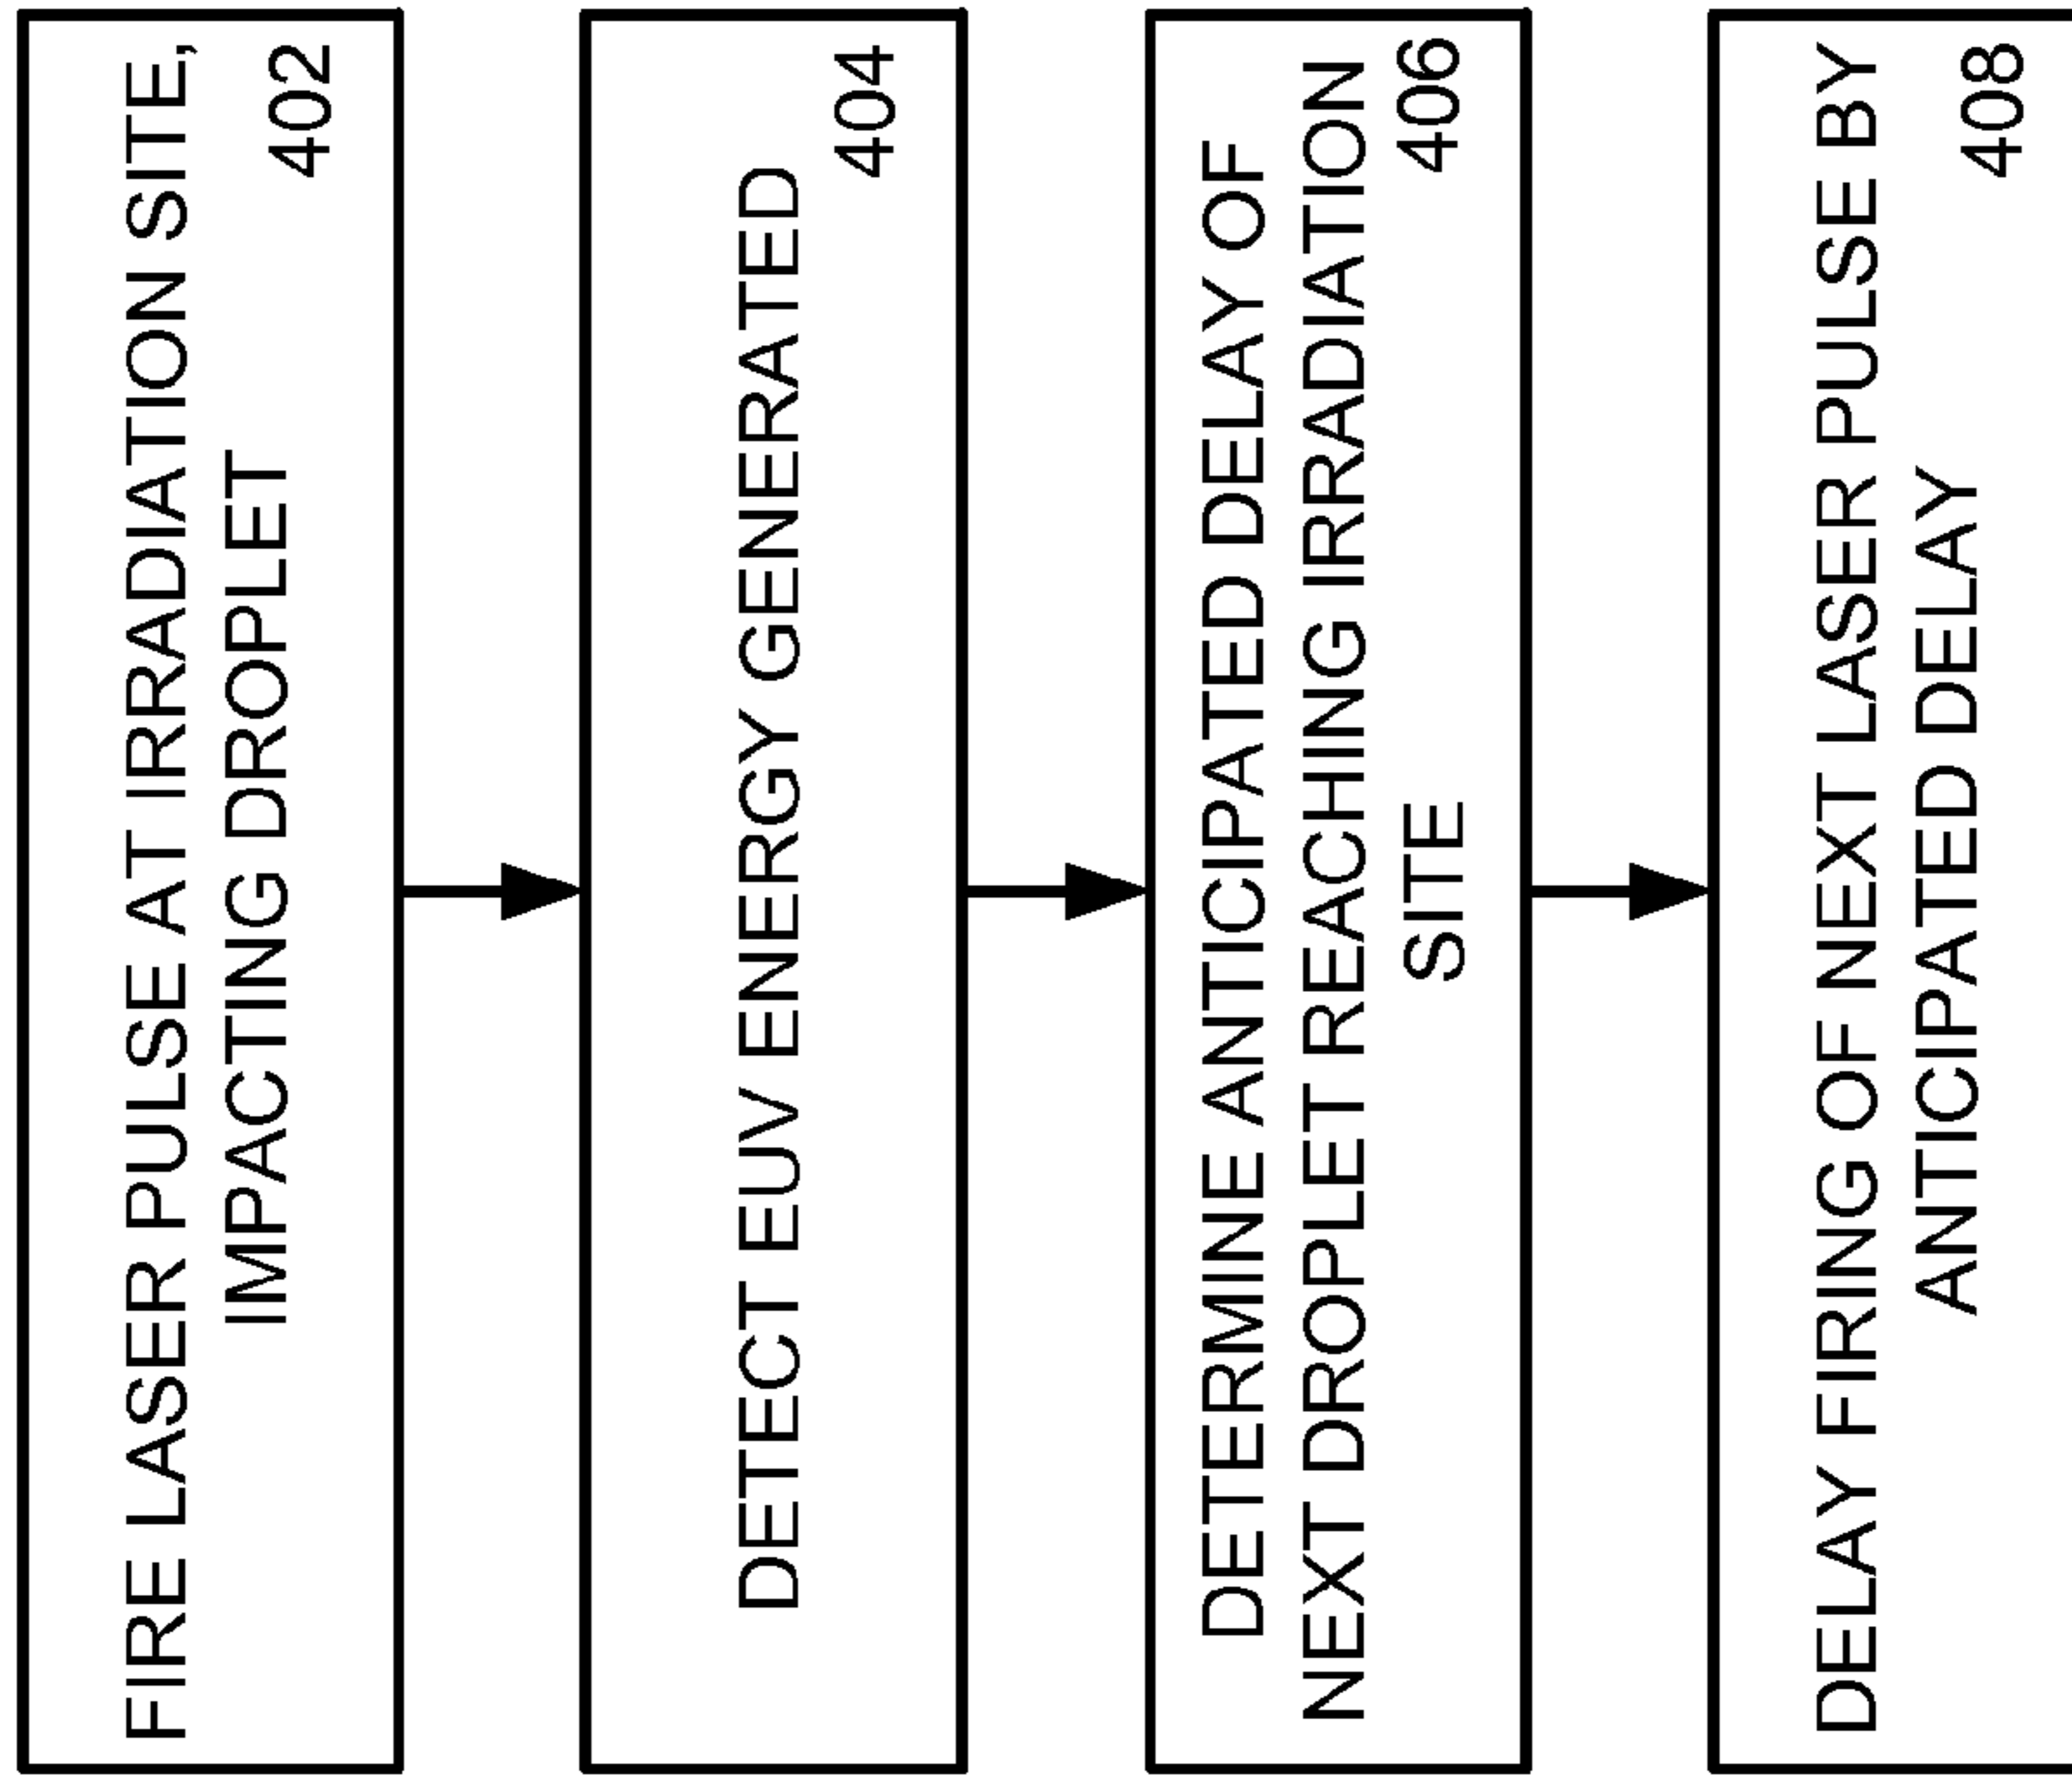 FIRE LASER PULSE AT IRRADIATION SITE,
IMPACTING DROPLET
402
DETECT EUV ENERGY GENERATED
404
DETERMINE ANTICIPATED DELAY OF
NEXT DROPLET REACHING IRRADIATION
SITE
406
DELAY FIRING OF NEXT LASER PULSE BY
ANTICIPATED DELAY
408